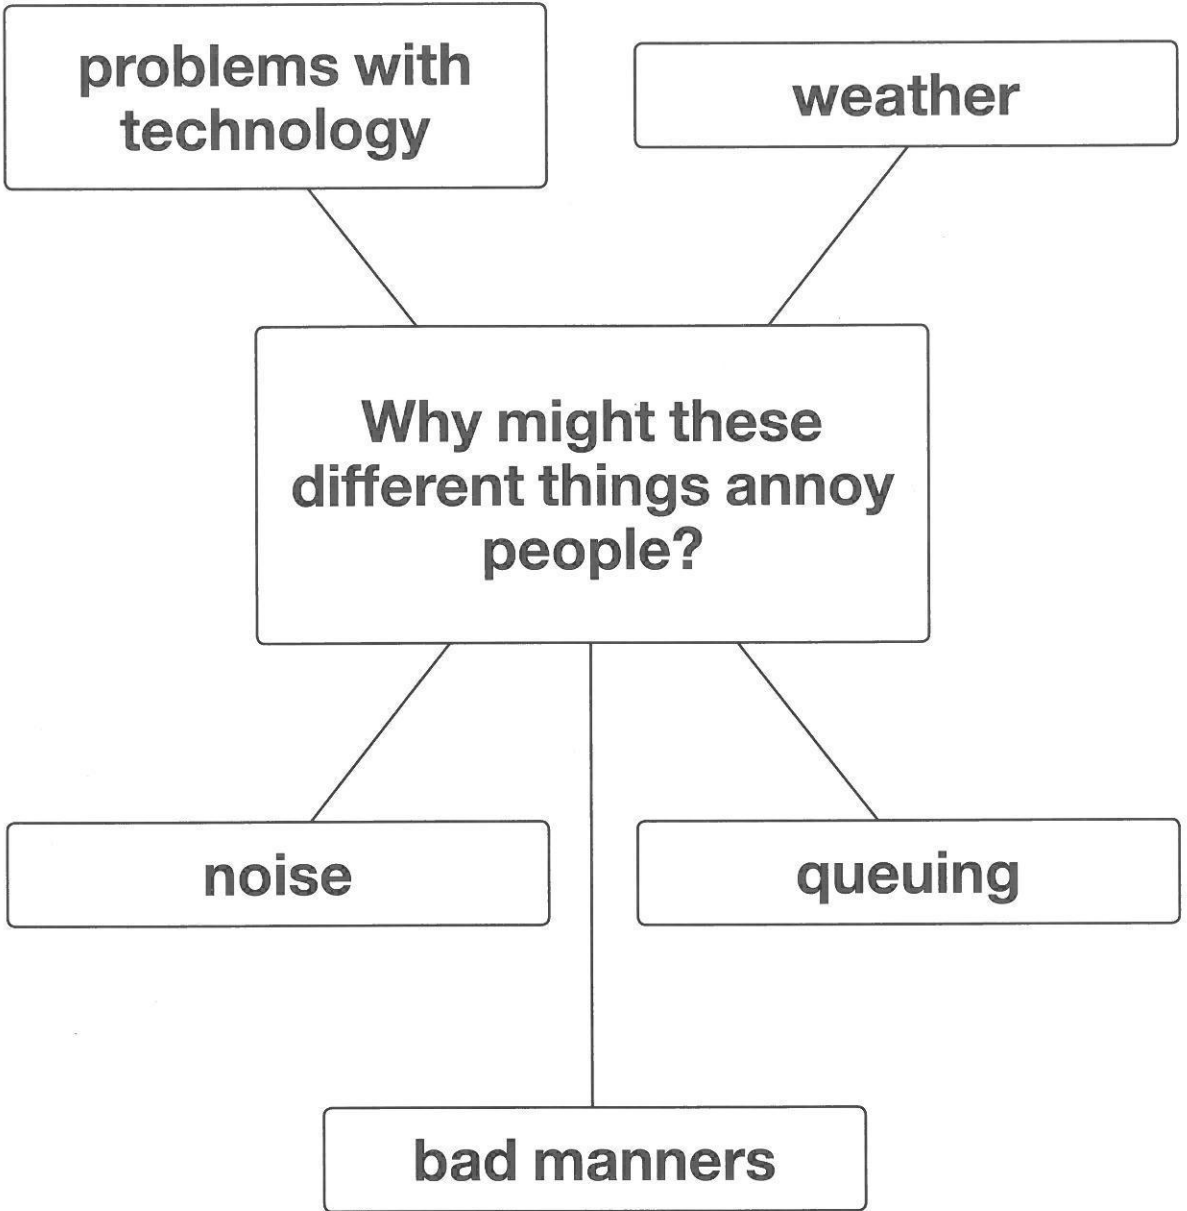 problems with
technology
weather
Why might these
different things annoy
people?
noise
queuing
bad manners